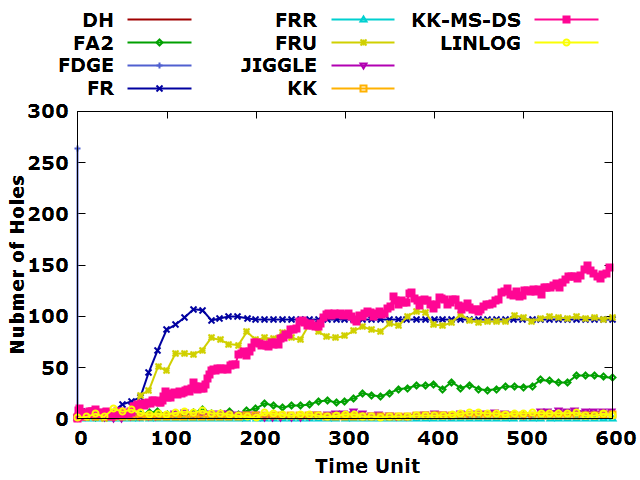 DH FRR KK-MS-DS
FA2 FRU LINLOG
FDGE JIGGLE
FR KK
300
250
200
150
100
50
0
0 100 200 300 400 500 600
Nubmer of Holes
Time Unit